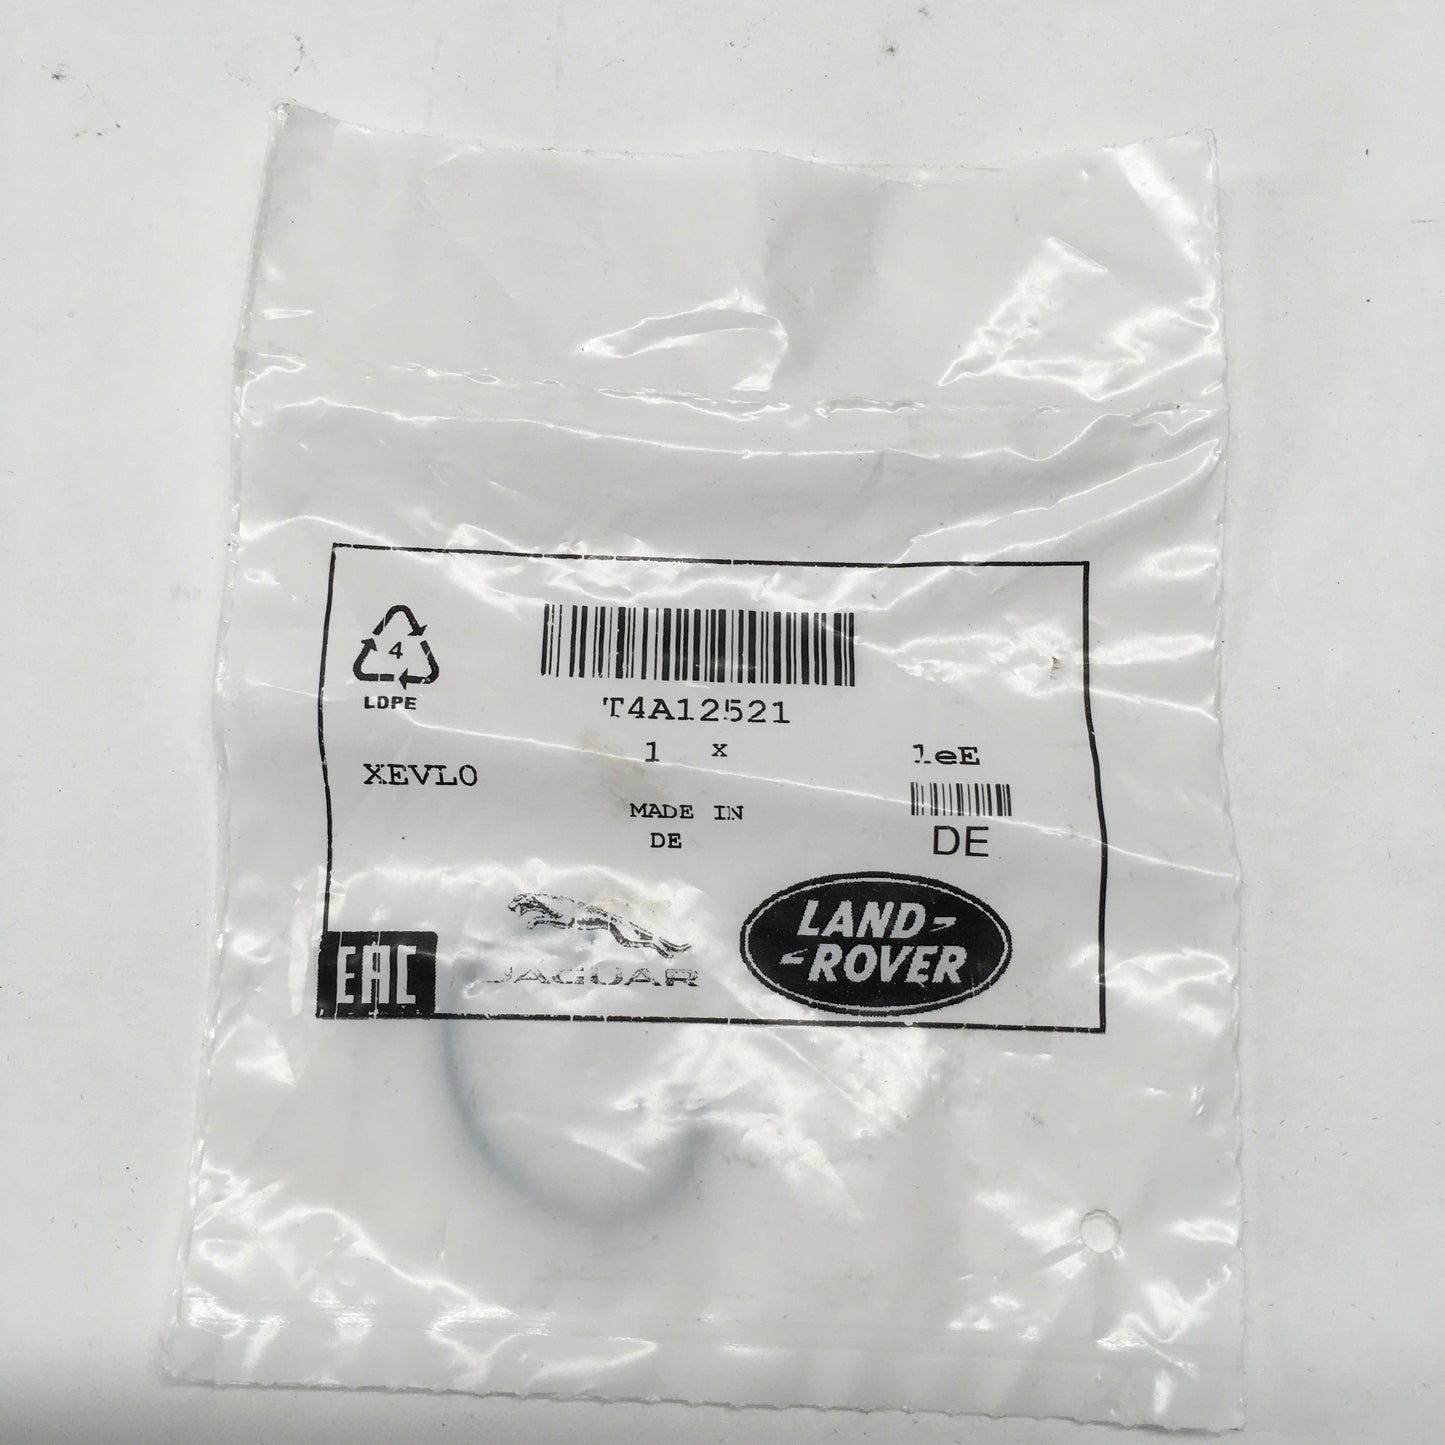 4
LDPE
T4A12521
1 x 1eE
XEVL0
MADE IN
DE
DE
EAC
JAGUAR
LAND-
-ROVER